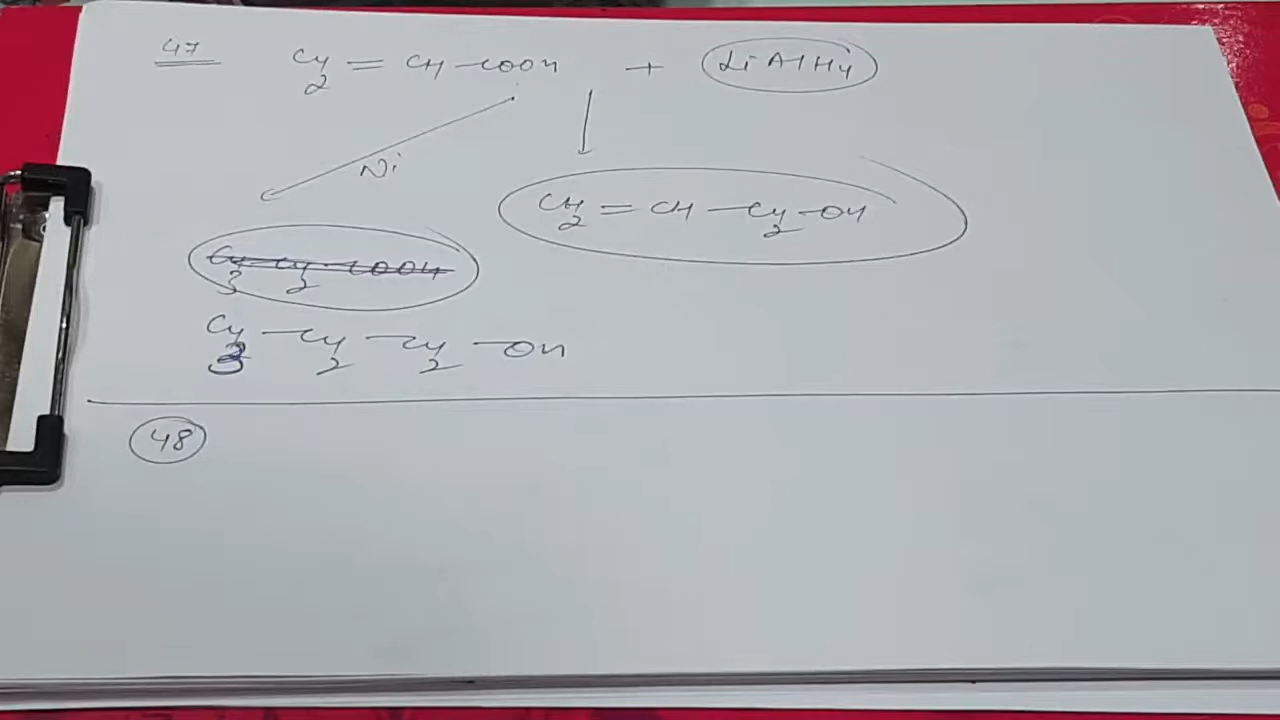 47 CH2 = CH - COOH + LiAlH4
Ni
CH2 = CH - CH2 - OH
CH3 - CH2 - COOH
CH3 - CH2 - CH2 - OH
48